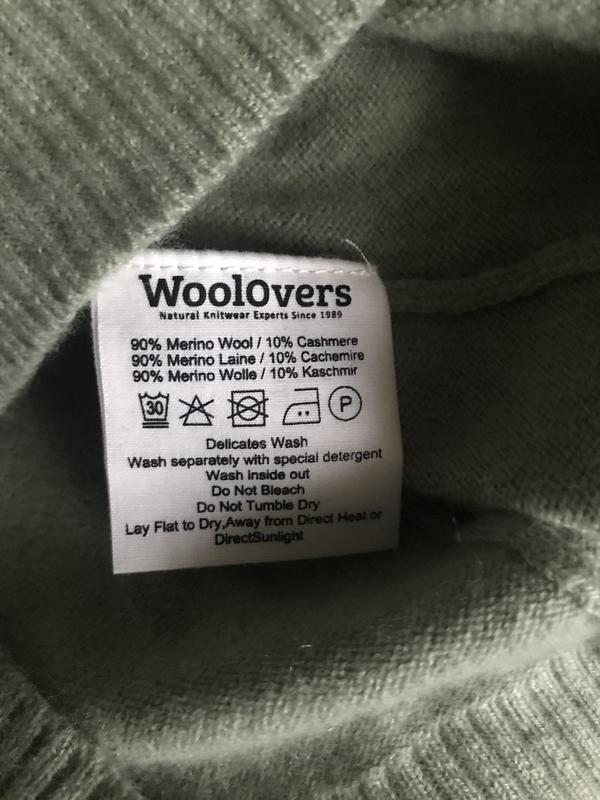 WoolOvers
Natural Knitwear Experts Since 1989
90% Merino Wool / 10% Cashmere
90% Merino Laine / 10% Cachemire
90% Merino Wolle / 10% Kaschmir
30 P
Delicates Wash
Wash separately with special detergent
Wash Inside out
Do Not Bleach
Do Not Tumble Dry
Lay Flat to Dry,Away from Direct Heat or
DirectSunlight